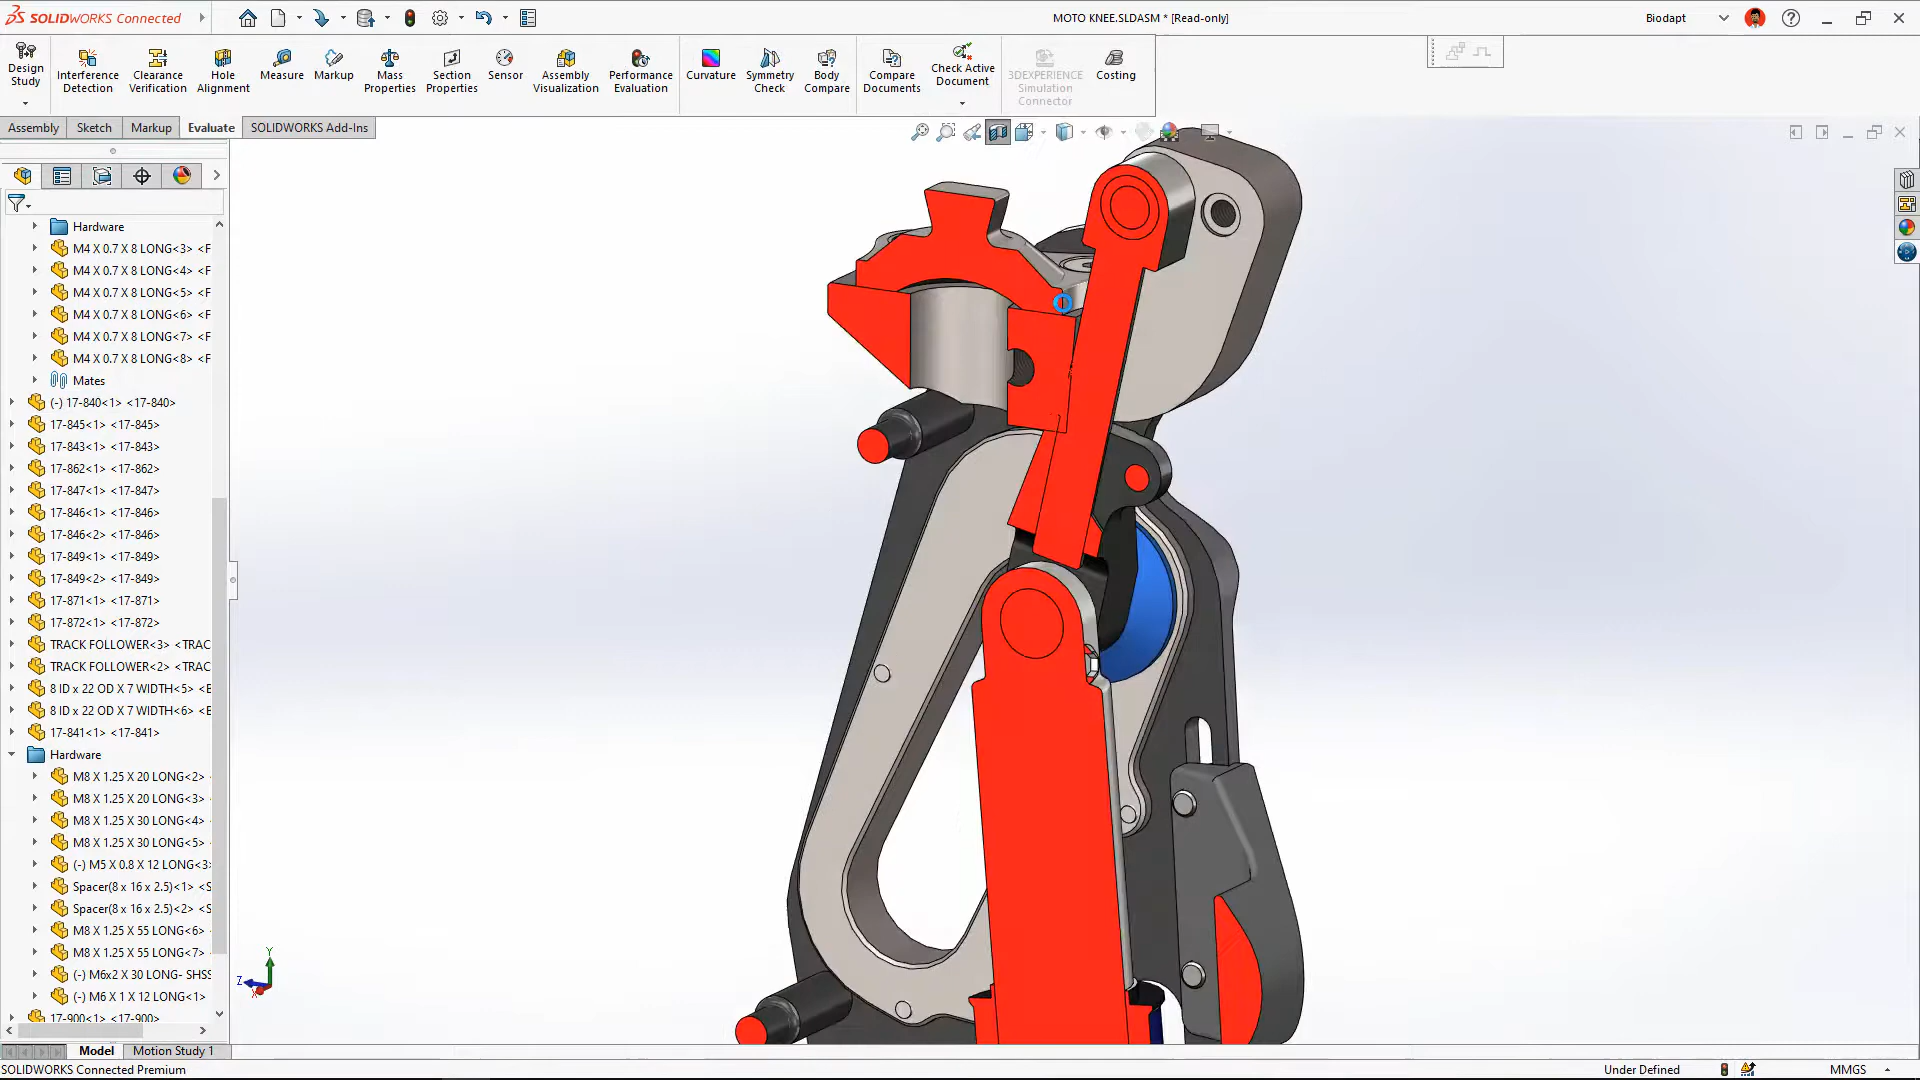 SOLIDWORKS Connected
MOTO KNEE.SLDASM * [Read-only]
Biodapt
Design Study
Interference Detection
Clearance Verification
Hole Alignment
Measure
Markup
Mass Properties
Section Properties
Sensor
Assembly Visualization
Performance Evaluation
Curvature
Symmetry Check
Body Compare
Compare Documents
Check Active Document
3DEXPERIENCE Simulation Connector
Costing
Assembly
Sketch
Markup
Evaluate
SOLIDWORKS Add-Ins
Hardware
M4 X 0.7 X 8 LONG<3> <F
M4 X 0.7 X 8 LONG<4> <F
M4 X 0.7 X 8 LONG<5> <F
M4 X 0.7 X 8 LONG<6> <F
M4 X 0.7 X 8 LONG<7> <F
M4 X 0.7 X 8 LONG<8> <F
Mates
(-) 17-840<1> <17-840>
17-845<1> <17-845>
17-843<1> <17-843>
17-862<1> <17-862>
17-847<1> <17-847>
17-846<1> <17-846>
17-846<2> <17-846>
17-849<1> <17-849>
17-849<2> <17-849>
17-871<1> <17-871>
17-872<1> <17-872>
TRACK FOLLOWER<3> <TRAC
TRACK FOLLOWER<2> <TRAC
8 ID x 22 OD X 7 WIDTH<5> <E
8 ID x 22 OD X 7 WIDTH<6> <E
17-841<1> <17-841>
Hardware
M8 X 1.25 X 20 LONG<2>
M8 X 1.25 X 20 LONG<3>
M8 X 1.25 X 30 LONG<4>
M8 X 1.25 X 30 LONG<5>
(-) M5 X 0.8 X 12 LONG<3>
Spacer(8 x 16 x 2.5)<1> <S
Spacer(8 x 16 x 2.5)<2> <S
M8 X 1.25 X 55 LONG<6>
M8 X 1.25 X 55 LONG<7>
(-) M6x2 X 30 LONG- SHSS
(-) M6 X 1 X 12 LONG<1>
17-900<1> <17-900>
Y
Z
X
Model
Motion Study 1
SOLIDWORKS Connected Premium
Under Defined
MMGS